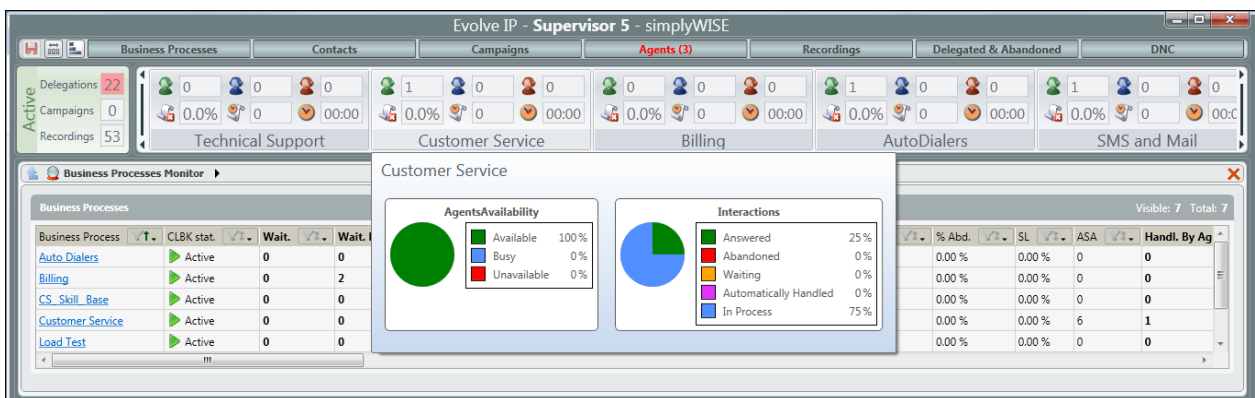 Evolve IP - Supervisor 5 - simplyWISE
Business Processes Contacts Campaigns Agents (3) Recordings Delegated & Abandoned DNC
Active
Delegations 22
Campaigns 0
Recordings 53
0 0 0 1 0 0 0 0 0 1 0 0 1 0 0
0.0% 0 00:00 0.0% 0 00:00 0.0% 0 00:00 0.0% 0 00:00 0.0% 0 00:0
Technical Support Customer Service Billing AutoDialers SMS and Mail
Business Processes Monitor
Customer Service
Business Processes Visible: 7 Total: 7
AgentsAvailability
Available 100%
Busy 0%
Unavailable 0%
Interactions
Answered 25%
Abandoned 0%
Waiting 0%
Automatically Handled 0%
In Process 75%
Business Process CLBK stat. Wait. Wait. % Abd. SL ASA Handl. By Ag
Auto Dialers Active 0 0 0.00 % 0.00 % 0 0
Billing Active 0 2 0.00 % 0.00 % 0 0
CS_Skill_Base Active 0 0 0.00 % 0.00 % 0 0
Customer Service Active 0 0 0.00 % 0.00 % 6 1
Load Test Active 0 0 0.00 % 0.00 % 0 0